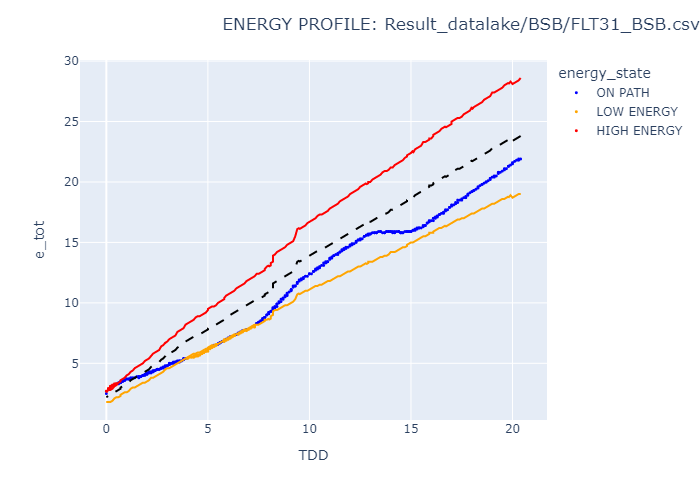 ENERGY PROFILE: Result_datalake/BSB/FLT31_BSB.csv
energy_state
ON PATH
LOW ENERGY
HIGH ENERGY
e_tot
30
25
20
15
10
5
0
5
10
15
20
TDD